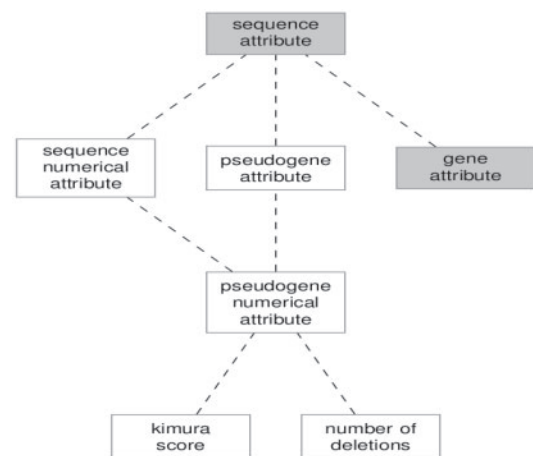 sequence
attribute
sequence
numerical
attribute
pseudogene
attribute
gene
attribute
pseudogene
numerical
attribute
kimura
score
number of
deletions